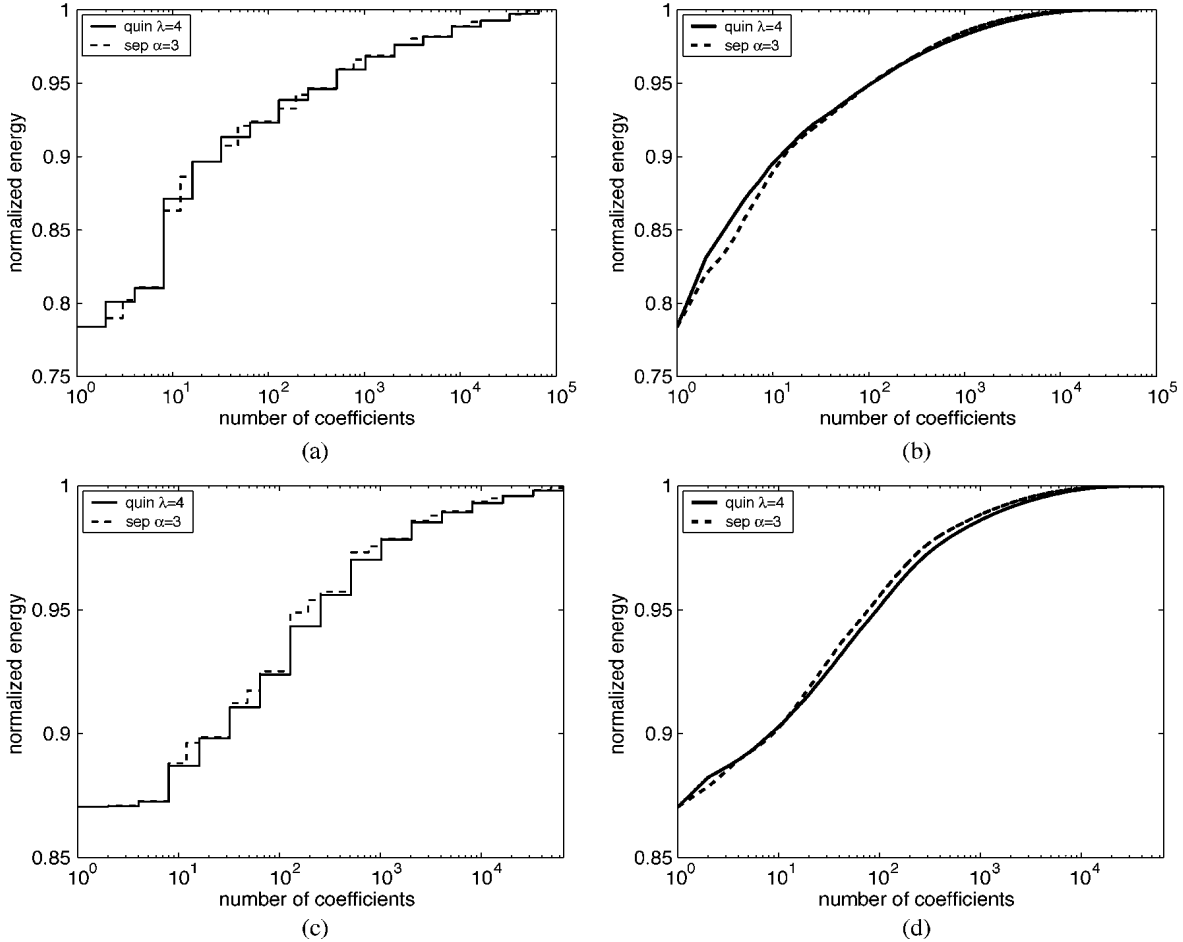 quin λ=4
sep α=3
normalized energy
1
0.95
0.9
0.85
0.8
0.75
10^0
10^1
10^2
10^3
10^4
10^5
number of coefficients
(a)
quin λ=4
sep α=3
normalized energy
1
0.95
0.9
0.85
0.8
0.75
10^0
10^1
10^2
10^3
10^4
10^5
number of coefficients
(b)
quin λ=4
sep α=3
normalized energy
1
0.95
0.9
0.85
10^0
10^1
10^2
10^3
10^4
number of coefficients
(c)
quin λ=4
sep α=3
normalized energy
1
0.95
0.9
0.85
10^0
10^1
10^2
10^3
10^4
number of coefficients
(d)